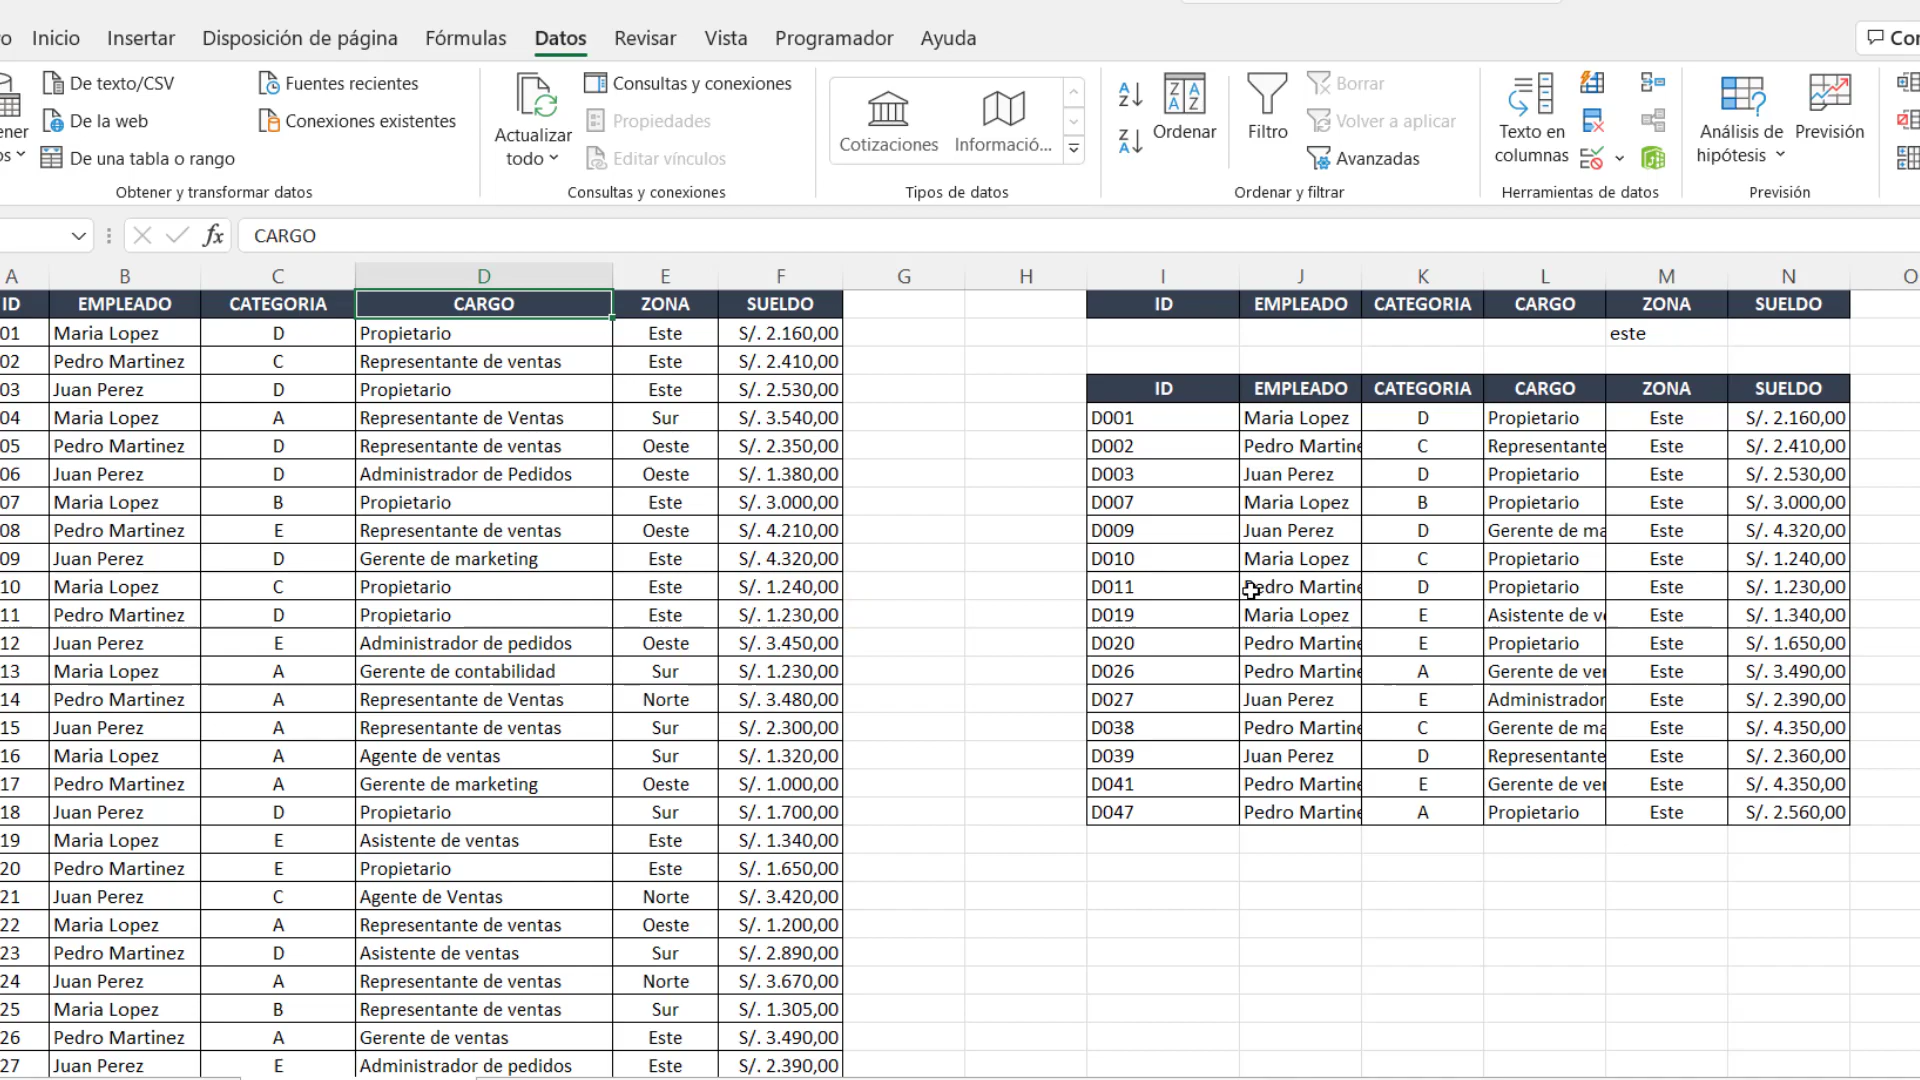 o Inicio Insertar Disposición de página Fórmulas Datos Revisar Vista Programador Ayuda
De texto/CSV
De la web
De una tabla o rango
Obtener y transformar datos
Fuentes recientes
Conexiones existentes
Actualizar
todo
Consultas y conexiones
Propiedades
Editar vínculos
Consultas y conexiones
Cotizaciones Informació...
Tipos de datos
Ordenar
Filtro
Borrar
Volver a aplicar
Avanzadas
Ordenar y filtrar
Texto en
columnas
Herramientas de datos
Análisis de
hipótesis
Previsión
Previsión
fx CARGO
A B C D E F G H I J K L M N O
ID EMPLEADO CATEGORIA CARGO ZONA SUELDO ID EMPLEADO CATEGORIA CARGO ZONA SUELDO
01 Maria Lopez D Propietario Este S/. 2.160,00 este
02 Pedro Martinez C Representante de ventas Este S/. 2.410,00
03 Juan Perez D Propietario Este S/. 2.530,00 ID EMPLEADO CATEGORIA CARGO ZONA SUELDO
04 Maria Lopez A Representante de Ventas Sur S/. 3.540,00 D001 Maria Lopez D Propietario Este S/. 2.160,00
05 Pedro Martinez D Representante de ventas Oeste S/. 2.350,00 D002 Pedro Martine C Representante Este S/. 2.410,00
06 Juan Perez D Administrador de Pedidos Oeste S/. 1.380,00 D003 Juan Perez D Propietario Este S/. 2.530,00
07 Maria Lopez B Propietario Este S/. 3.000,00 D007 Maria Lopez B Propietario Este S/. 3.000,00
08 Pedro Martinez E Representante de ventas Oeste S/. 4.210,00 D009 Juan Perez D Gerente de ma Este S/. 4.320,00
09 Juan Perez D Gerente de marketing Este S/. 4.320,00 D010 Maria Lopez C Propietario Este S/. 1.240,00
10 Maria Lopez C Propietario Este S/. 1.240,00 D011 Pedro Martine D Propietario Este S/. 1.230,00
11 Pedro Martinez D Propietario Este S/. 1.230,00 D019 Maria Lopez E Asistente de ve Este S/. 1.340,00
12 Juan Perez E Administrador de pedidos Oeste S/. 3.450,00 D020 Pedro Martine E Propietario Este S/. 1.650,00
13 Maria Lopez A Gerente de contabilidad Sur S/. 1.230,00 D026 Pedro Martine A Gerente de ver Este S/. 3.490,00
14 Pedro Martinez A Representante de Ventas Norte S/. 3.480,00 D027 Juan Perez E Administrador Este S/. 2.390,00
15 Juan Perez A Representante de ventas Sur S/. 2.300,00 D038 Pedro Martine C Gerente de ma Este S/. 4.350,00
16 Maria Lopez A Agente de ventas Sur S/. 1.320,00 D039 Juan Perez D Representante Este S/. 2.360,00
17 Pedro Martinez A Gerente de marketing Oeste S/. 1.000,00 D041 Pedro Martine E Gerente de ver Este S/. 4.350,00
18 Juan Perez D Propietario Sur S/. 1.700,00 D047 Pedro Martine A Propietario Este S/. 2.560,00
19 Maria Lopez E Asistente de ventas Este S/. 1.340,00
20 Pedro Martinez E Propietario Este S/. 1.650,00
21 Juan Perez C Agente de Ventas Norte S/. 3.420,00
22 Maria Lopez A Representante de ventas Oeste S/. 1.200,00
23 Pedro Martinez D Asistente de ventas Sur S/. 2.890,00
24 Juan Perez A Representante de ventas Norte S/. 3.670,00
25 Maria Lopez B Representante de ventas Sur S/. 1.305,00
26 Pedro Martinez A Gerente de ventas Este S/. 3.490,00
27 Juan Perez E Administrador de pedidos Este S/. 2.390,00